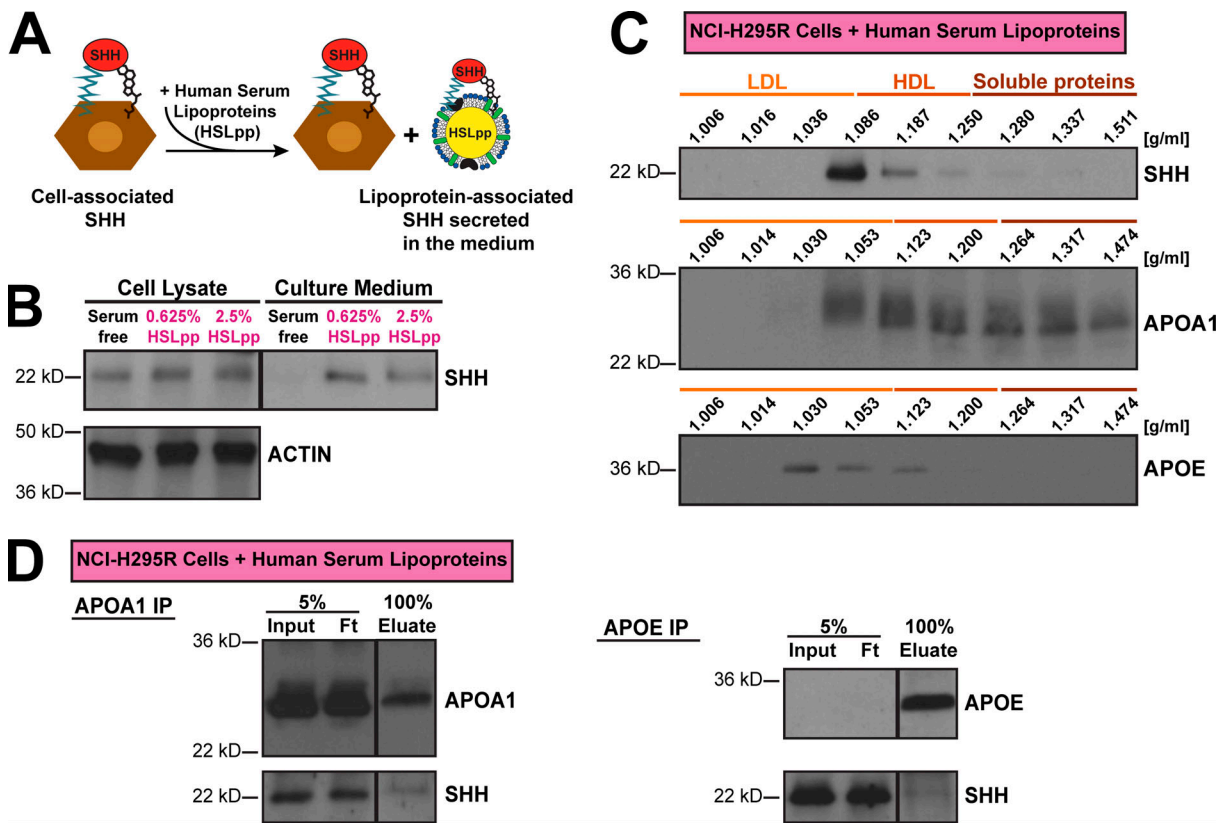 A
SHH
+ Human Serum
Lipoproteins
(HSLpp)
SHH
+
SHH
HSLpp
Cell-associated
SHH
Lipoprotein-associated
SHH secreted
in the medium
B
Cell Lysate Culture Medium
Serum free 0.625% HSLpp 2.5% HSLpp Serum free 0.625% HSLpp 2.5% HSLpp
22 kD SHH
50 kD
ACTIN
36 kD
C
NCI-H295R Cells + Human Serum Lipoproteins
LDL HDL Soluble proteins
1.006 1.016 1.036 1.086 1.187 1.250 1.280 1.337 1.511 [g/ml]
22 kD SHH
1.006 1.014 1.030 1.053 1.123 1.200 1.264 1.317 1.474 [g/ml]
36 kD
APOA1
22 kD
1.006 1.014 1.030 1.053 1.123 1.200 1.264 1.317 1.474 [g/ml]
36 kD APOE
D
NCI-H295R Cells + Human Serum Lipoproteins
APOA1 IP
5% 100%
Input Ft Eluate
36 kD
APOA1
22 kD
22 kD SHH
APOE IP
5% 100%
Input Ft Eluate
36 kD
APOE
22 kD SHH